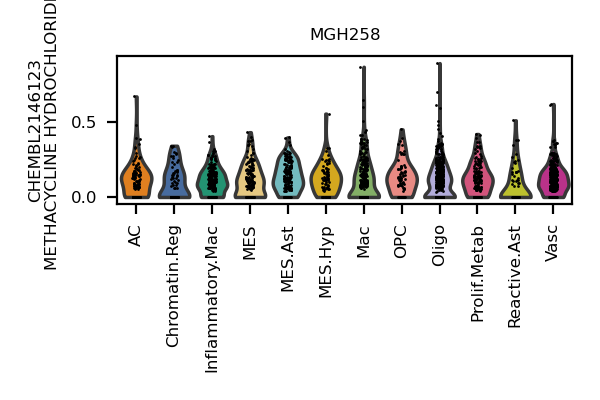 MGH258
CHEMBL2146123
METHACYCLINE HYDROCHLORIDE
0.5
0.0
AC
Chromatin.Reg
Inflammatory.Mac
MES
MES.Ast
MES.Hyp
Mac
OPC
Oligo
Prolif.Metab
Reactive.Ast
Vasc